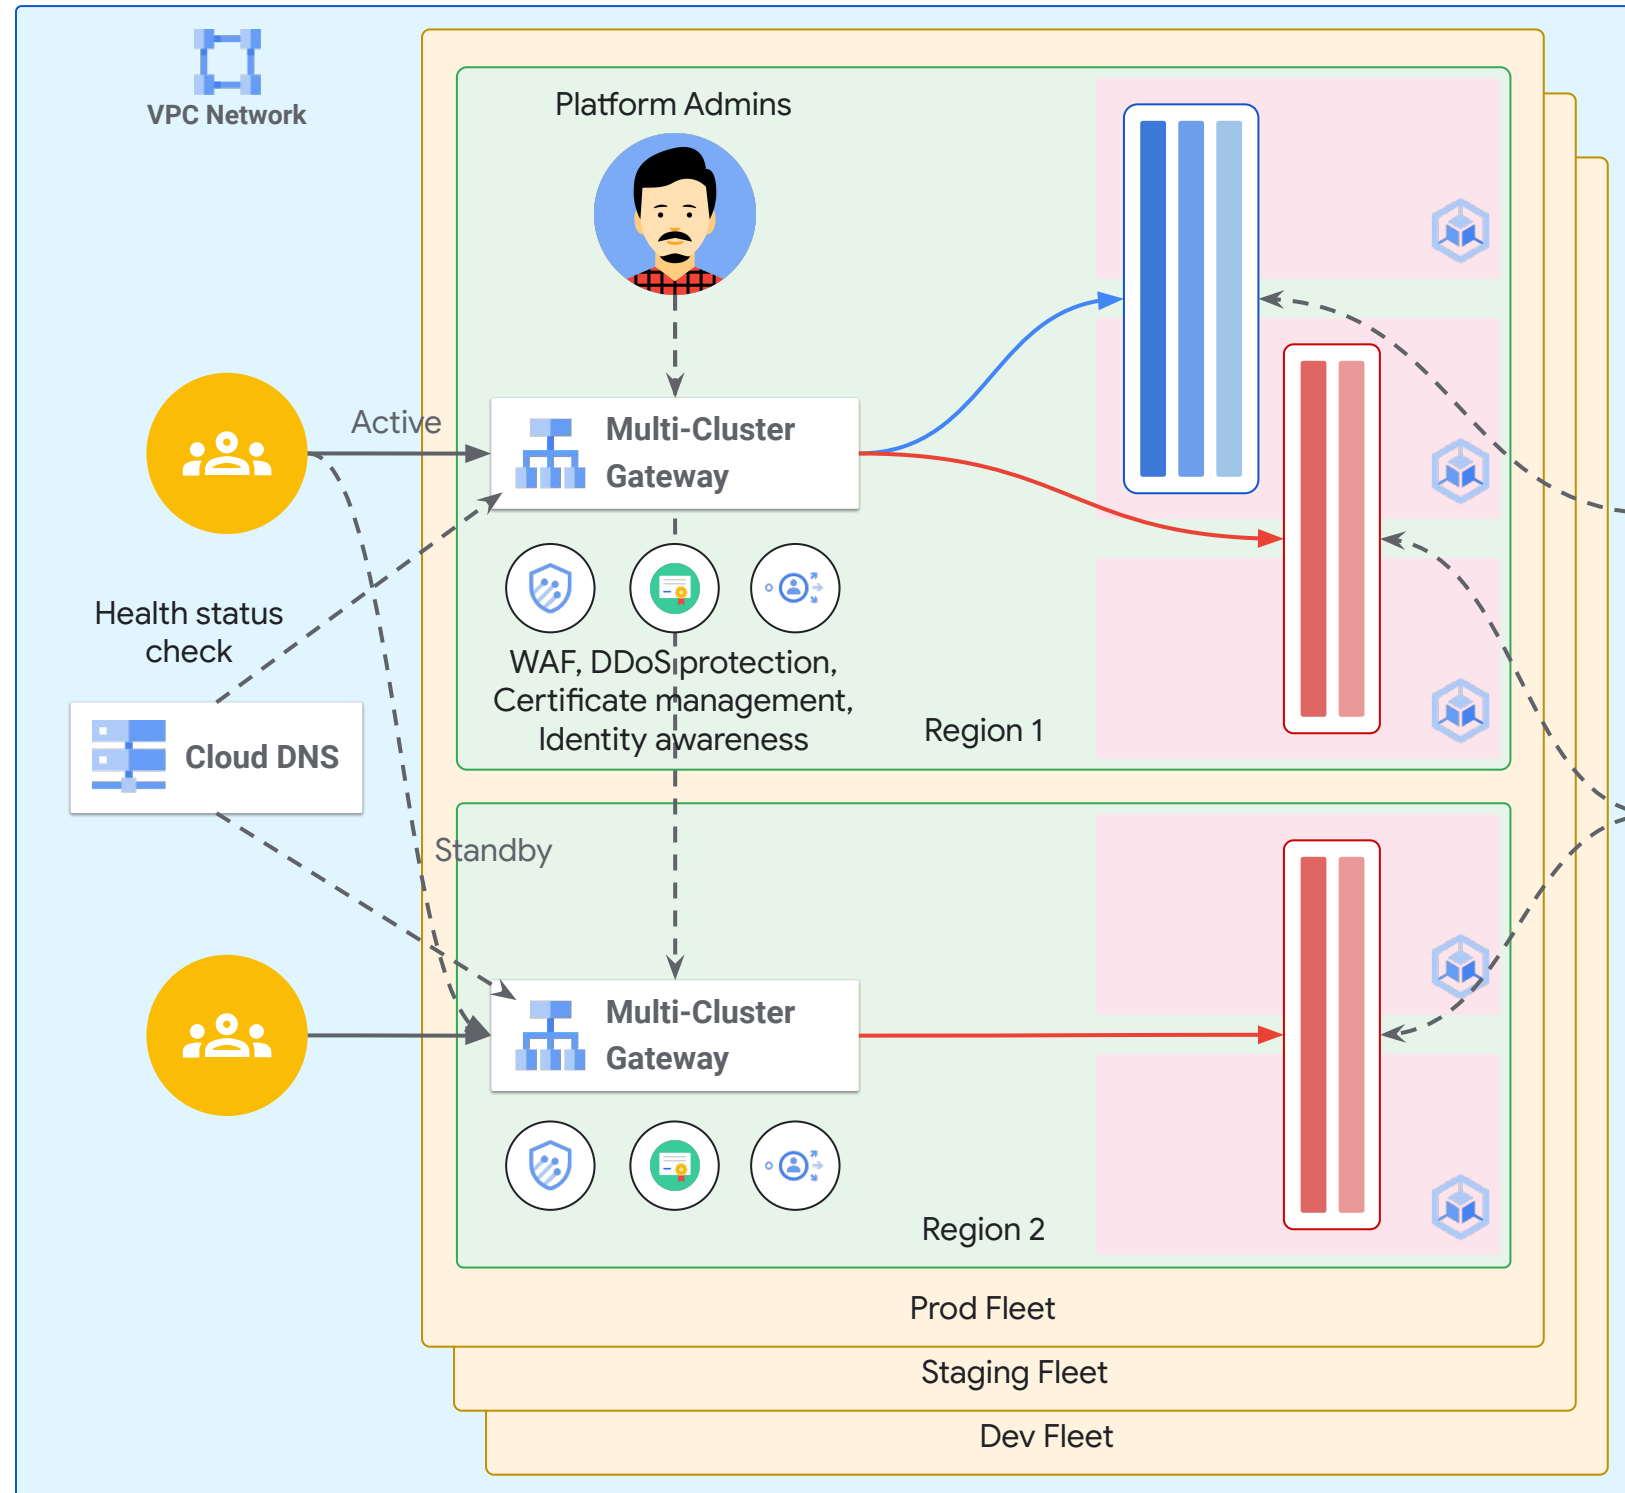 VPC Network
Platform Admins
Active
Multi-Cluster
Gateway
Health status
check
WAF, DDoS protection,
Certificate management,
Identity awareness
Region 1
Cloud DNS
Standby
Multi-Cluster
Gateway
Region 2
Prod Fleet
Staging Fleet
Dev Fleet